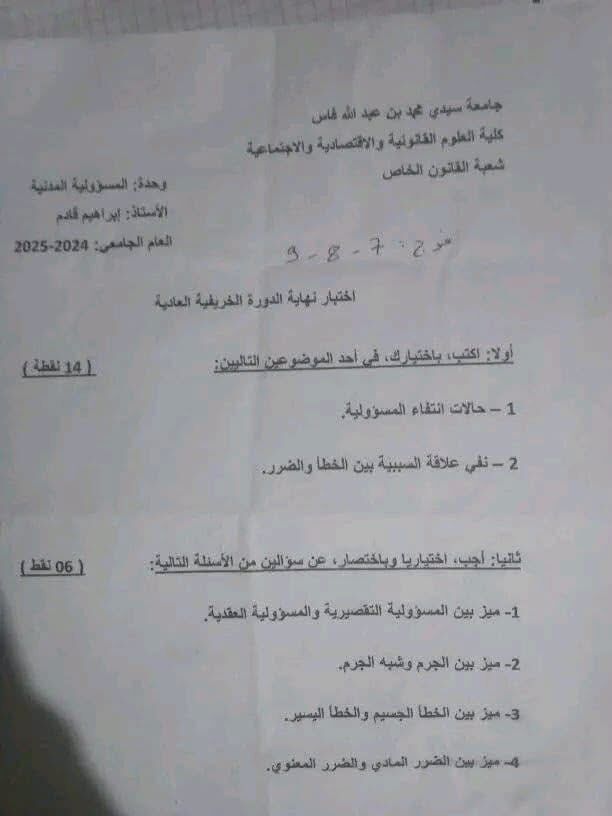 جامعة سيدي محمد بن عبد الله فاس
كلية العلوم القانونية والاقتصادية والاجتماعية
شعبة القانون الخاص
وحدة: المسؤولية المدنية
الأستاذ: إبراهيم قادم
العام الجامعي: 2024-2025
فوج: 7 - 8 - 9
اختبار نهاية الدورة الخريفية العادية
أولا: اكتب، باختيارك، في أحد الموضوعين التاليين: ( 14 نقطة )
1 – حالات انتفاء المسؤولية.
2 – نفي علاقة السببية بين الخطأ والضرر.
ثانيا: أجب، اختياريا وباختصار، عن سؤالين من الأسئلة التالية: ( 06 نقط )
1- ميز بين المسؤولية التقصيرية والمسؤولية العقدية.
2- ميز بين الجرم وشبه الجرم.
3- ميز بين الخطأ الجسيم والخطأ اليسير.
4- ميز بين الضرر المادي والضرر المعنوي.